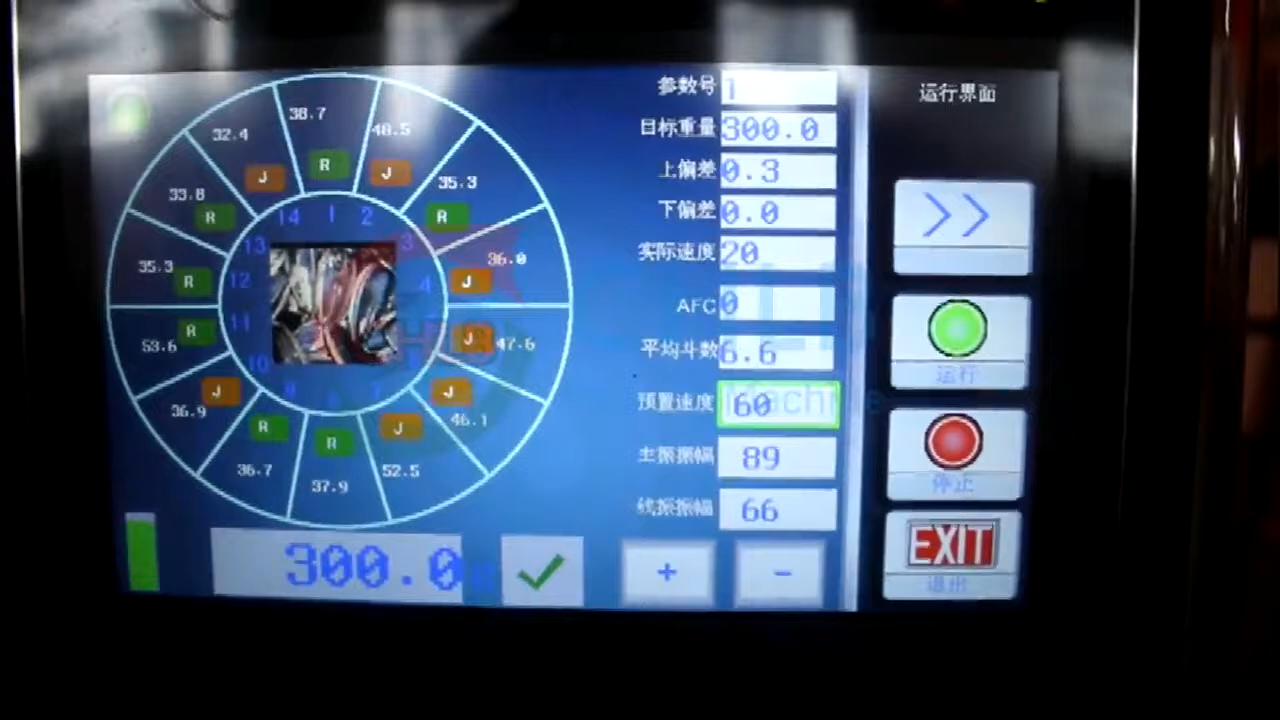 运行界面
参数号 1
目标重量 300.0
上偏差 0.3
下偏差 0.0
实际速度 20
AFC 0
平均斗数 6.6
预置速度 60
主振振幅 89
线振振幅 66
38.7 R 1
48.5 J 2
35.3 R 3
36.0 J 4
47.6 J
46.1 J
52.5 J
37.9 R
36.7 R 9
36.9 J 10
53.6 R 11
35.3 R 12
33.8 R 13
32.4 J 14
300.0
+
-
>>
运行
停止
EXIT
退出